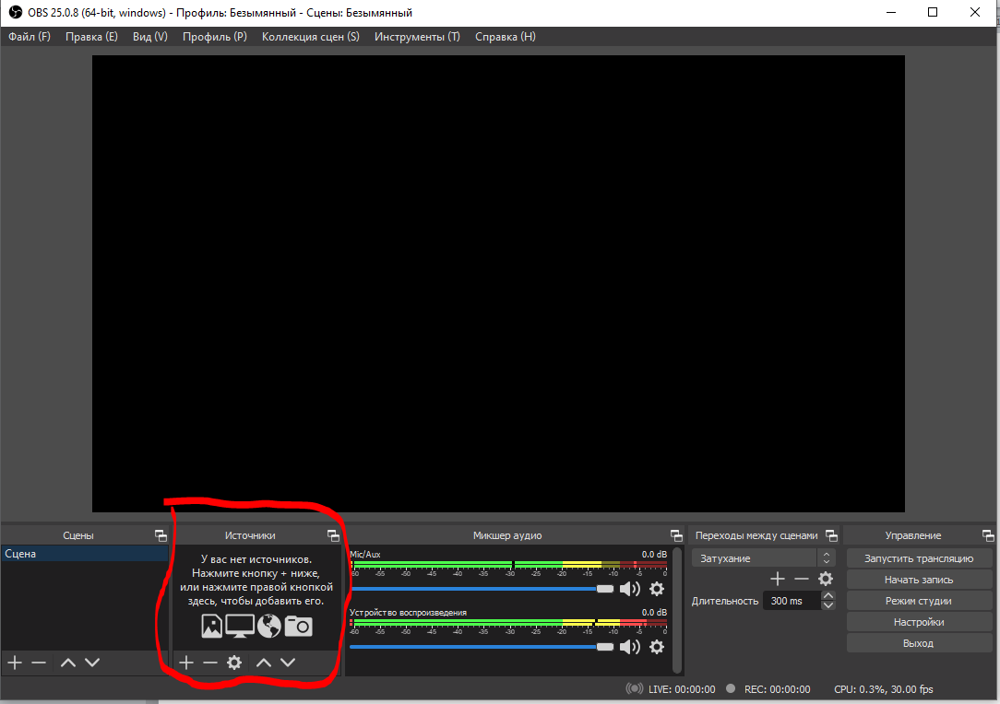 OBS 25.0.8 (64-bit, windows) - Профиль: Безымянный - Сцены: Безымянный
Файл (F) Правка (E) Вид (V) Профиль (P) Коллекция сцен (S) Инструменты (T) Справка (H)
Сцены
Сцена
Источники
У вас нет источников.
Нажмите кнопку + ниже,
или нажмите правой кнопкой
здесь, чтобы добавить его.
Микшер аудио
Mic/Aux 0.0 dB
-60 -55 -50 -45 -40 -35 -30 -25 -20 -15 -10 -5 0
Устройство воспроизведения 0.0 dB
-60 -55 -50 -45 -40 -35 -30 -25 -20 -15 -10 -5 0
Переходы между сценами
Затухание
Длительность 300 ms
Управление
Запустить трансляцию
Начать запись
Режим студии
Настройки
Выход
LIVE: 00:00:00 REC: 00:00:00 CPU: 0.3%, 30.00 fps